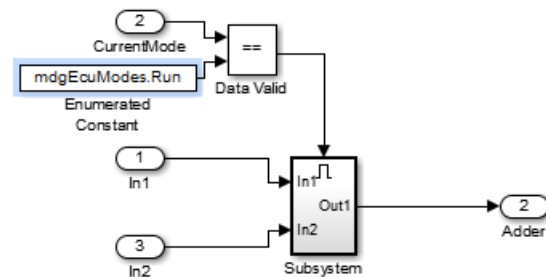 2
CurrentMode
==
Data Valid
mdgEcuModes.Run
Enumerated
Constant
1
In1
3
In2
In1
In2
Out1
Subsystem
2
Adder